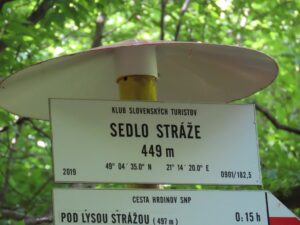 KLUB SLOVENSKÝCH TURISTOV
SEDLO STRÁŽE
449 m
49° 04´ 35.0" N 21° 14´ 20.0" E
2019 0901/182,5
CESTA HRDINOV SNP
POD LYSOU STRÁŽOU (497 m) 0:15 h